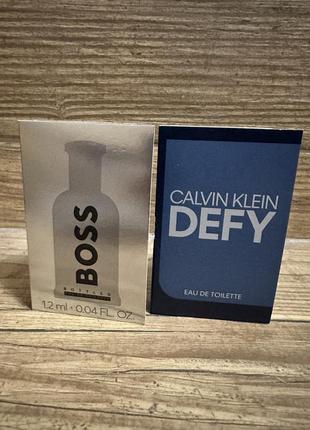 BOSS
BOTTLED
1.2 ml · 0.04 FL. OZ.
CALVIN KLEIN
DEFY
EAU DE TOILETTE